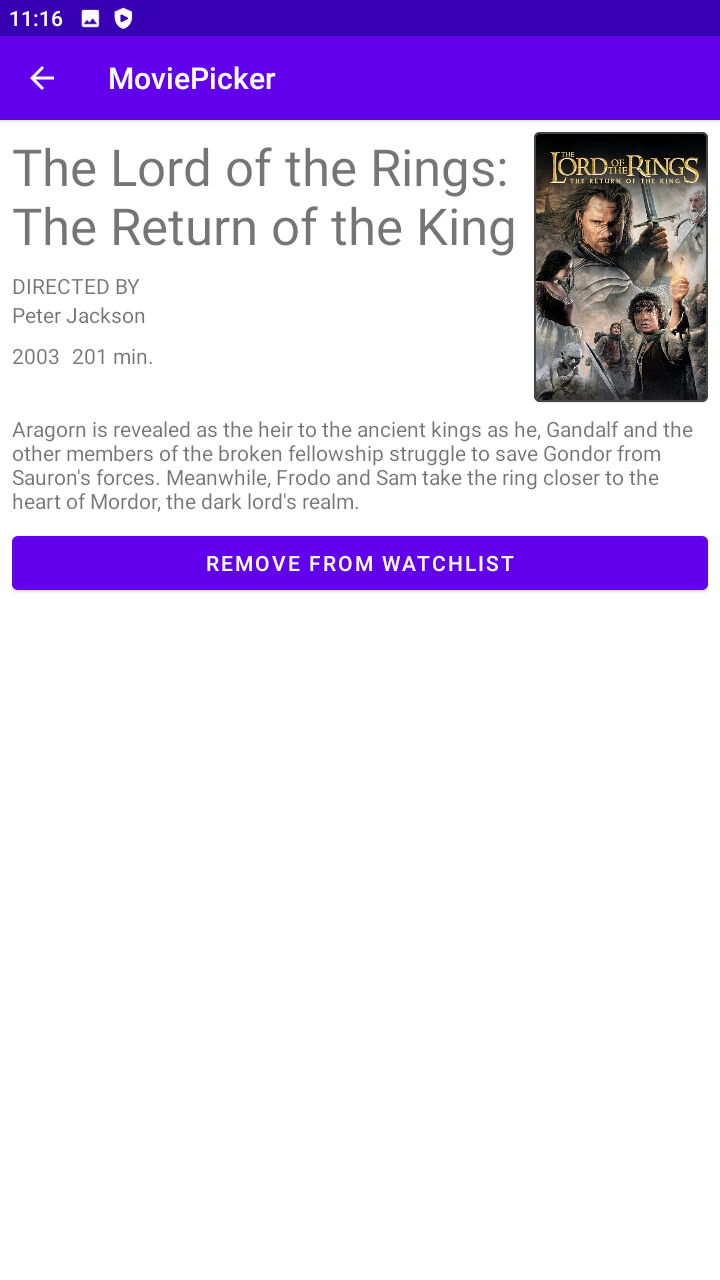 11:16
MoviePicker
The Lord of the Rings:
The Return of the King
DIRECTED BY
Peter Jackson
2003 201 min.
THE
LORD OF THE RINGS
THE RETURN OF THE KING
Aragorn is revealed as the heir to the ancient kings as he, Gandalf and the
other members of the broken fellowship struggle to save Gondor from
Sauron's forces. Meanwhile, Frodo and Sam take the ring closer to the
heart of Mordor, the dark lord's realm.
REMOVE FROM WATCHLIST